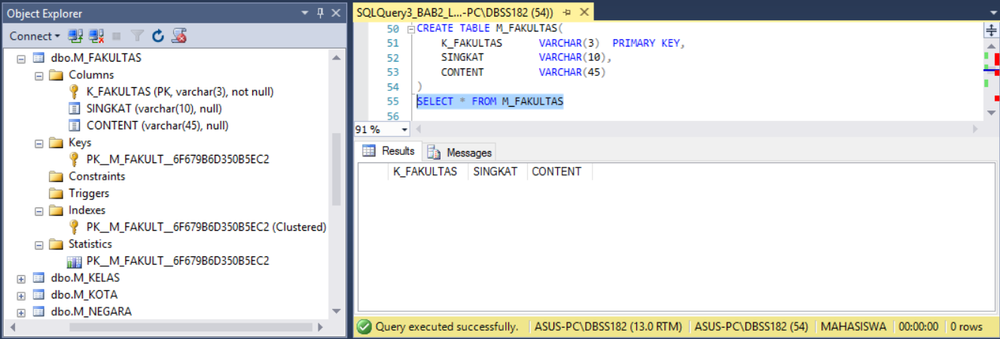 Object Explorer
Connect
dbo.M_FAKULTAS
Columns
K_FAKULTAS (PK, varchar(3), not null)
SINGKAT (varchar(10), null)
CONTENT (varchar(45), null)
Keys
PK__M_FAKULT__6F679B6D350B5EC2
Constraints
Triggers
Indexes
PK__M_FAKULT__6F679B6D350B5EC2 (Clustered)
Statistics
PK__M_FAKULT__6F679B6D350B5EC2
dbo.M_KELAS
dbo.M_KOTA
dbo.M_NEGARA
SQLQuery3_BAB2_L...-PC\DBSS182 (54))
50 CREATE TABLE M_FAKULTAS(
51 K_FAKULTAS VARCHAR(3) PRIMARY KEY,
52 SINGKAT VARCHAR(10),
53 CONTENT VARCHAR(45)
54 )
55 SELECT * FROM M_FAKULTAS
56
91 %
Results Messages
K_FAKULTAS SINGKAT CONTENT
Query executed successfully. ASUS-PC\DBSS182 (13.0 RTM) ASUS-PC\DBSS182 (54) MAHASISWA 00:00:00 0 rows